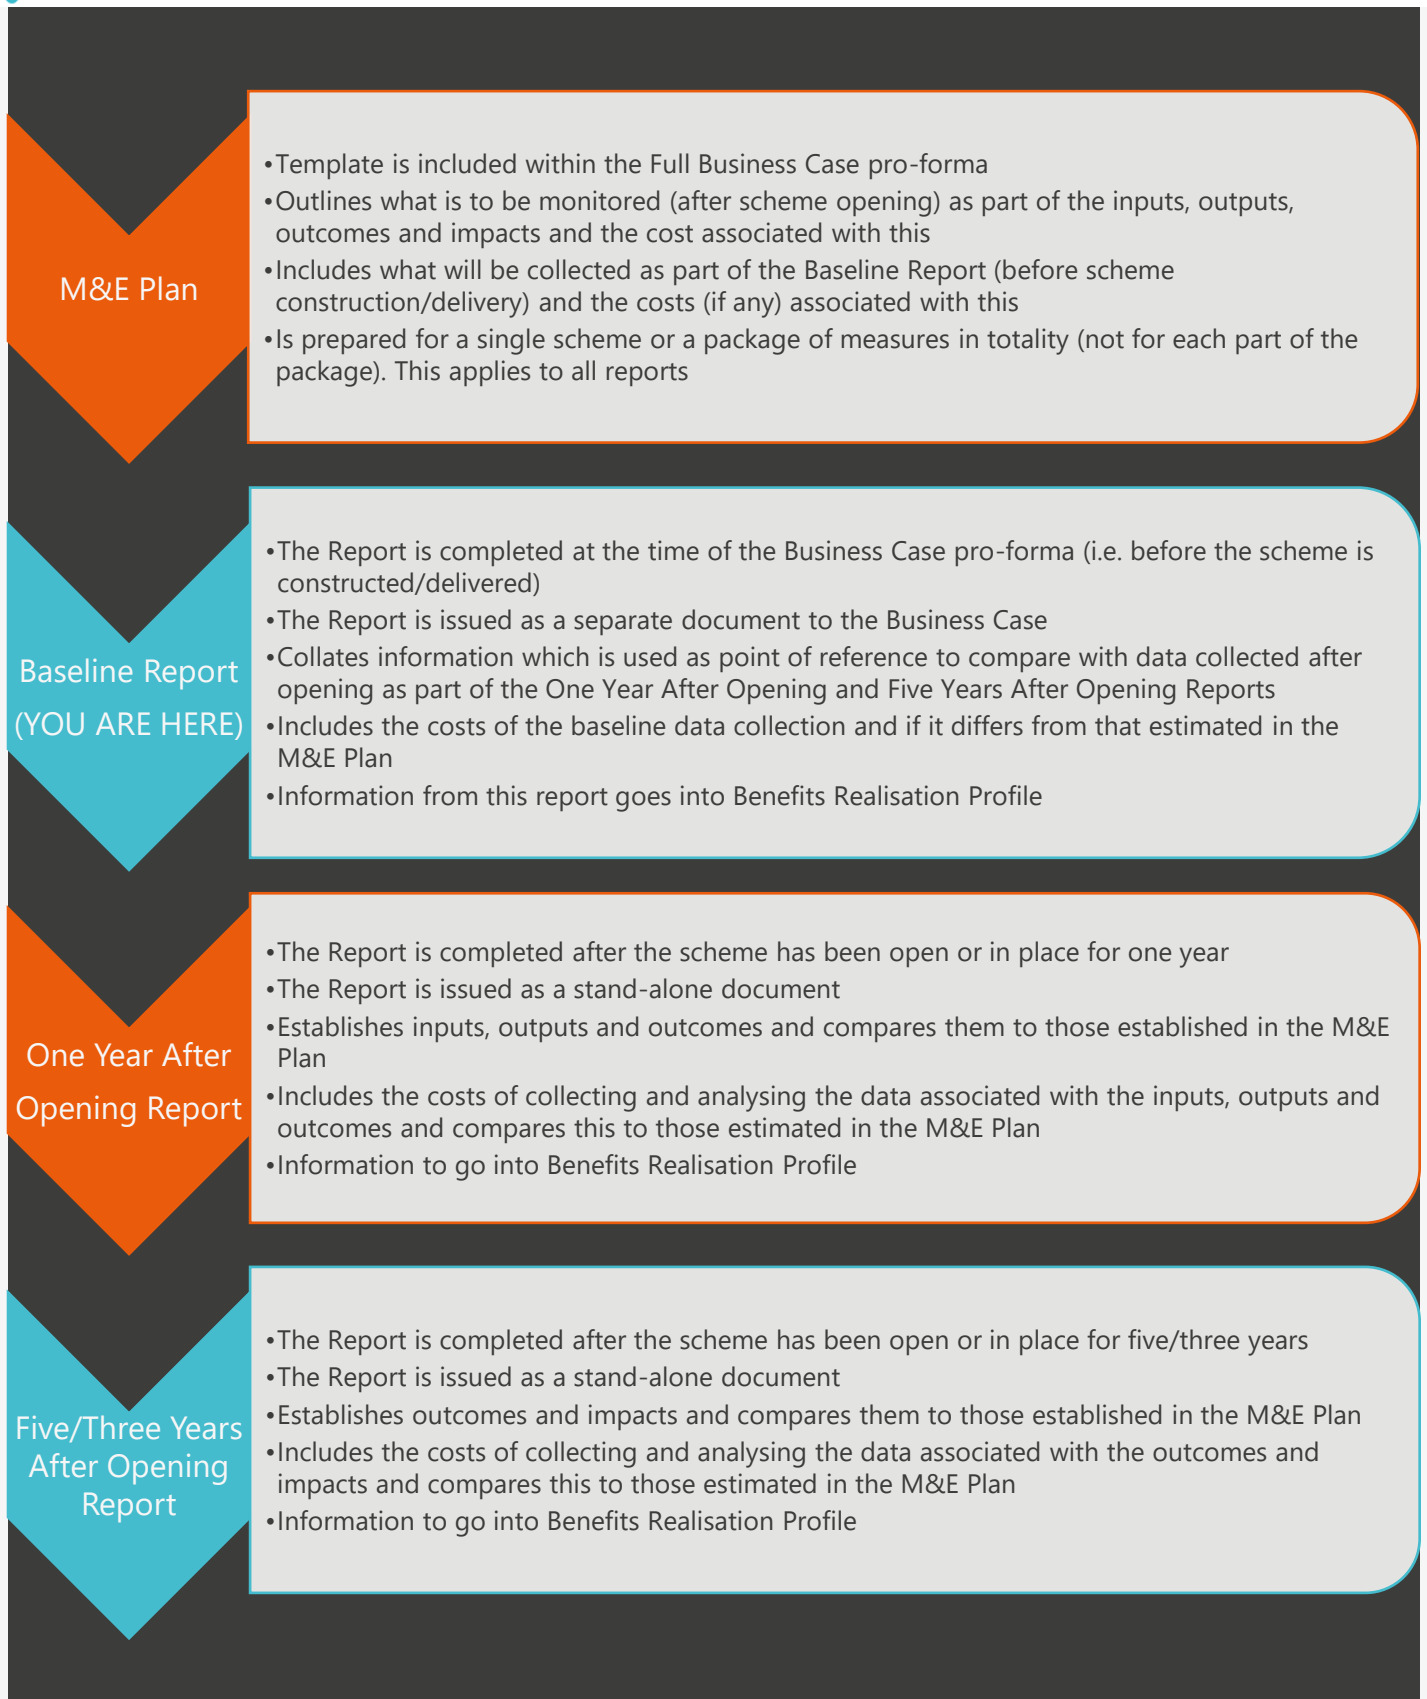 M&E Plan
•Template is included within the Full Business Case pro-forma
•Outlines what is to be monitored (after scheme opening) as part of the inputs, outputs,
outcomes and impacts and the cost associated with this
•Includes what will be collected as part of the Baseline Report (before scheme
construction/delivery) and the costs (if any) associated with this
•Is prepared for a single scheme or a package of measures in totality (not for each part of the
package). This applies to all reports
Baseline Report
(YOU ARE HERE)
•The Report is completed at the time of the Business Case pro-forma (i.e. before the scheme is
constructed/delivered)
•The Report is issued as a separate document to the Business Case
•Collates information which is used as point of reference to compare with data collected after
opening as part of the One Year After Opening and Five Years After Opening Reports
•Includes the costs of the baseline data collection and if it differs from that estimated in the
M&E Plan
•Information from this report goes into Benefits Realisation Profile
One Year After
Opening Report
•The Report is completed after the scheme has been open or in place for one year
•The Report is issued as a stand-alone document
•Establishes inputs, outputs and outcomes and compares them to those established in the M&E
Plan
•Includes the costs of collecting and analysing the data associated with the inputs, outputs and
outcomes and compares this to those estimated in the M&E Plan
•Information to go into Benefits Realisation Profile
Five/Three Years
After Opening
Report
•The Report is completed after the scheme has been open or in place for five/three years
•The Report is issued as a stand-alone document
•Establishes outcomes and impacts and compares them to those established in the M&E Plan
•Includes the costs of collecting and analysing the data associated with the outcomes and
impacts and compares this to those estimated in the M&E Plan
•Information to go into Benefits Realisation Profile